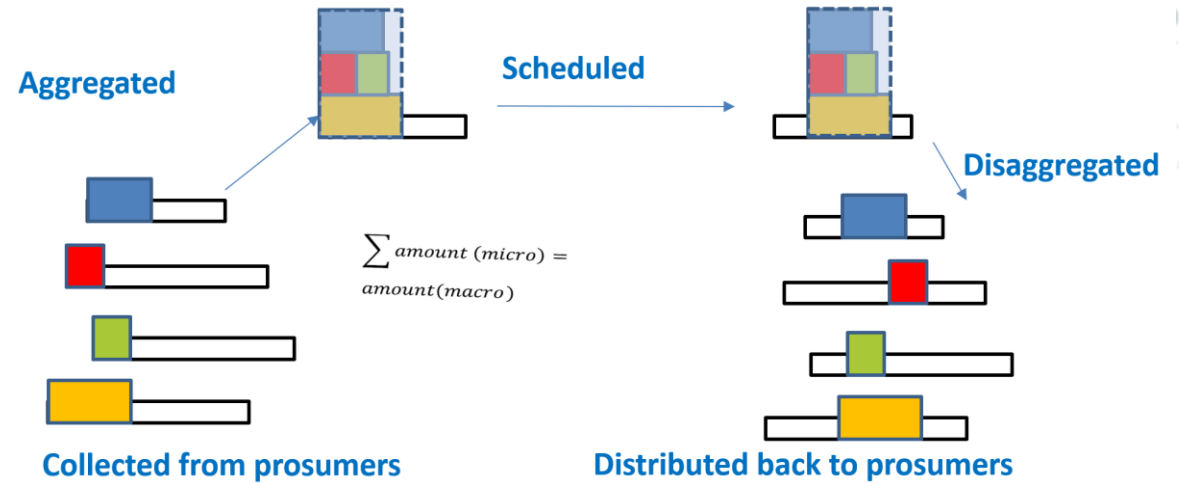 Aggregated
Scheduled
Disaggregated
∑ amount (micro) =
amount(macro)
Collected from prosumers
Distributed back to prosumers